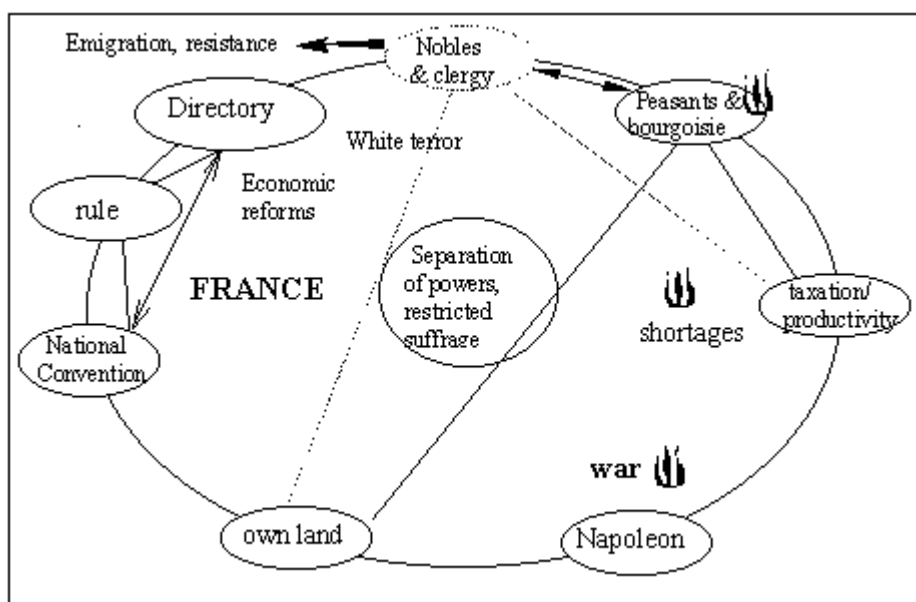 Emigration, resistance
Nobles
& clergy
Peasants &
bourgoisie
Directory
White terror
Economic
reforms
rule
Separation
of powers,
restricted
suffrage
FRANCE
taxation/
productivity
shortages
National
Convention
war
own land
Napoleon